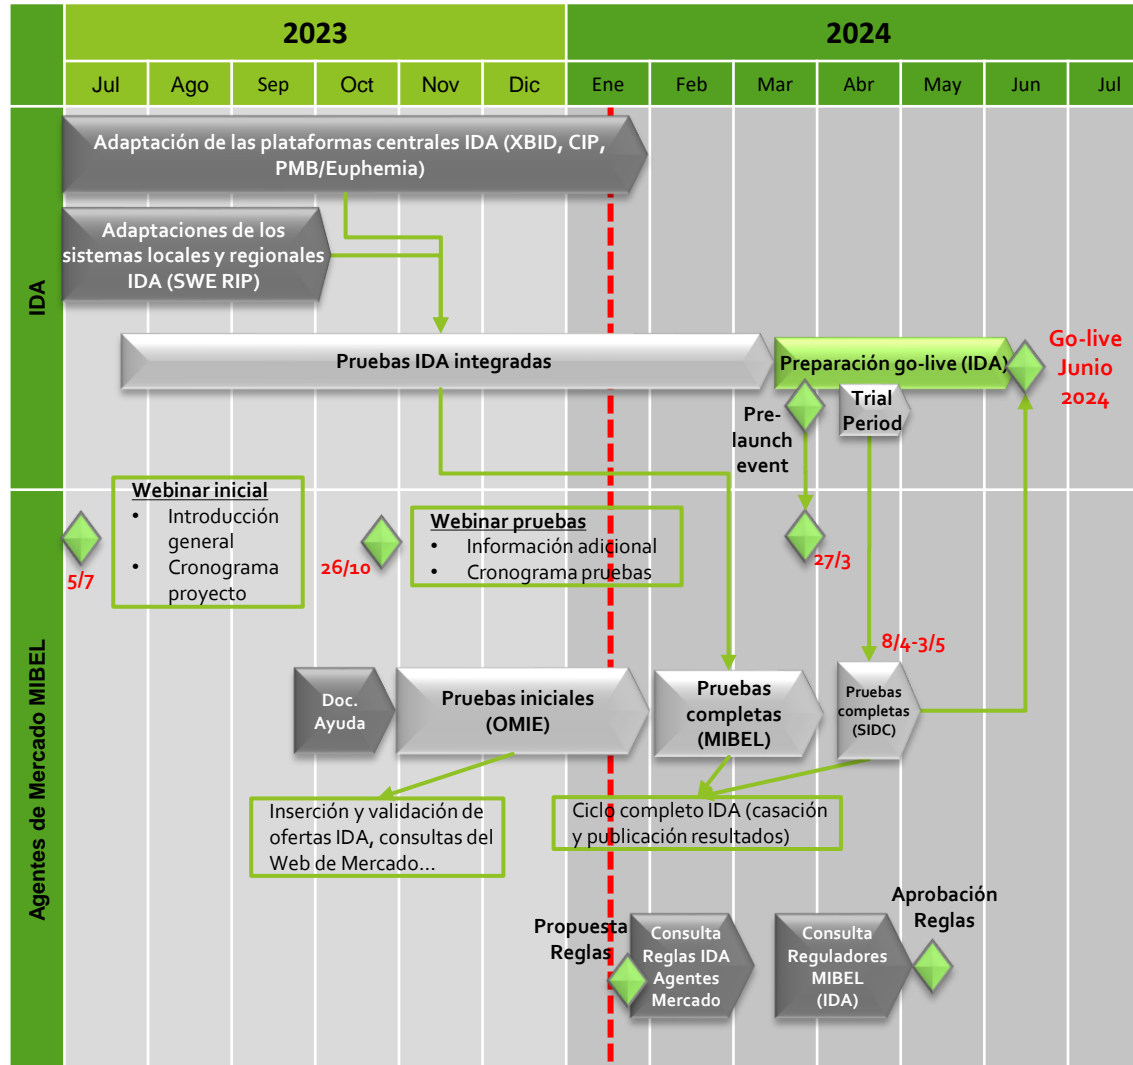 2023
2024
Jul
Ago
Sep
Oct
Nov
Dic
Ene
Feb
Mar
Abr
May
Jun
Jul
IDA
Adaptación de las plataformas centrales IDA (XBID, CIP,
PMB/Euphemia)
Adaptaciones de los
sistemas locales y regionales
IDA (SWE RIP)
Pruebas IDA integradas
Preparación go-live (IDA)
Go-live
Junio
2024
Trial
Period
Pre-
launch
event
Agentes de Mercado MIBEL
Webinar inicial
• Introducción
general
• Cronograma
proyecto
5/7
Webinar pruebas
• Información adicional
• Cronograma pruebas
26/10
27/3
8/4-3/5
Doc.
Ayuda
Pruebas iniciales
(OMIE)
Pruebas
completas
(MIBEL)
Pruebas
completas
(SIDC)
Inserción y validación de
ofertas IDA, consultas del
Web de Mercado...
Ciclo completo IDA (casación
y publicación resultados)
Propuesta
Reglas
Consulta
Reglas IDA
Agentes
Mercado
Consulta
Reguladores
MIBEL
(IDA)
Aprobación
Reglas